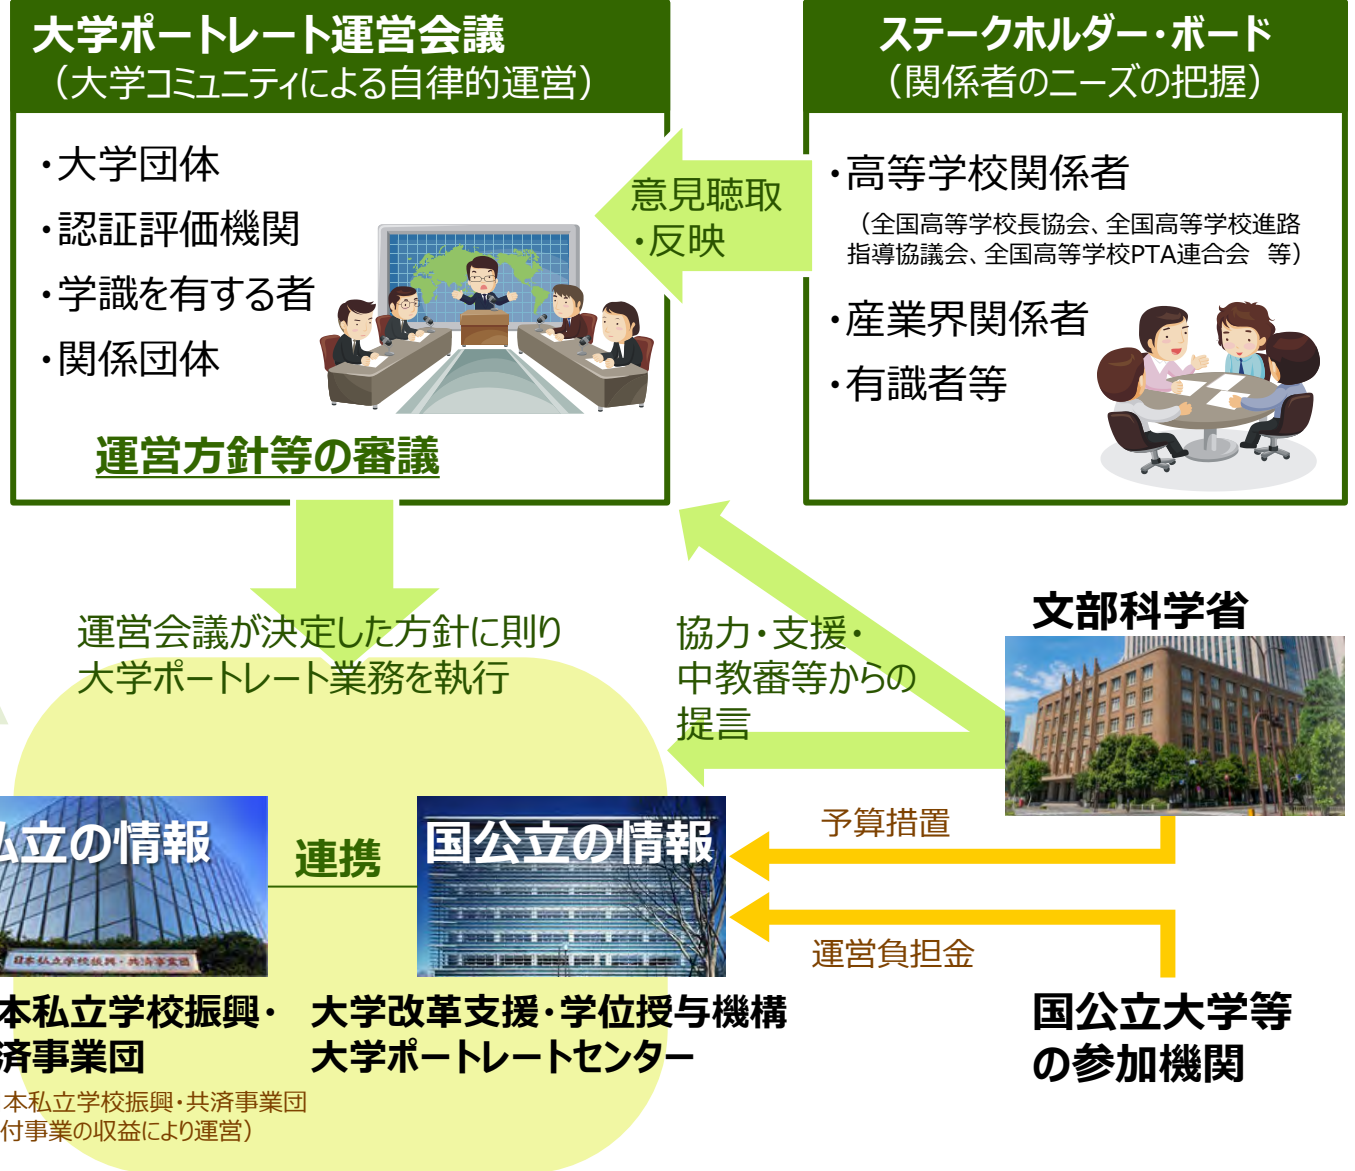 大学ポートレート運営会議
（大学コミュニティによる自律的運営）
・大学団体
・認証評価機関
・学識を有する者
・関係団体
運営方針等の審議
意見聴取
・反映
ステークホルダー・ボード
（関係者のニーズの把握）
・高等学校関係者
（全国高等学校長協会、全国高等学校進路
指導協議会、全国高等学校PTA連合会　等）
・産業界関係者
・有識者等
運営会議が決定した方針に則り
大学ポートレート業務を執行
協力・支援・
中教審等からの
提言
文部科学省
私立の情報
日本私立学校振興・共済事業団
連携
国公立の情報
予算措置
運営負担金
本私立学校振興・
済事業団
本私立学校振興・共済事業団
付事業の収益により運営）
大学改革支援・学位授与機構
大学ポートレートセンター
国公立大学等
の参加機関